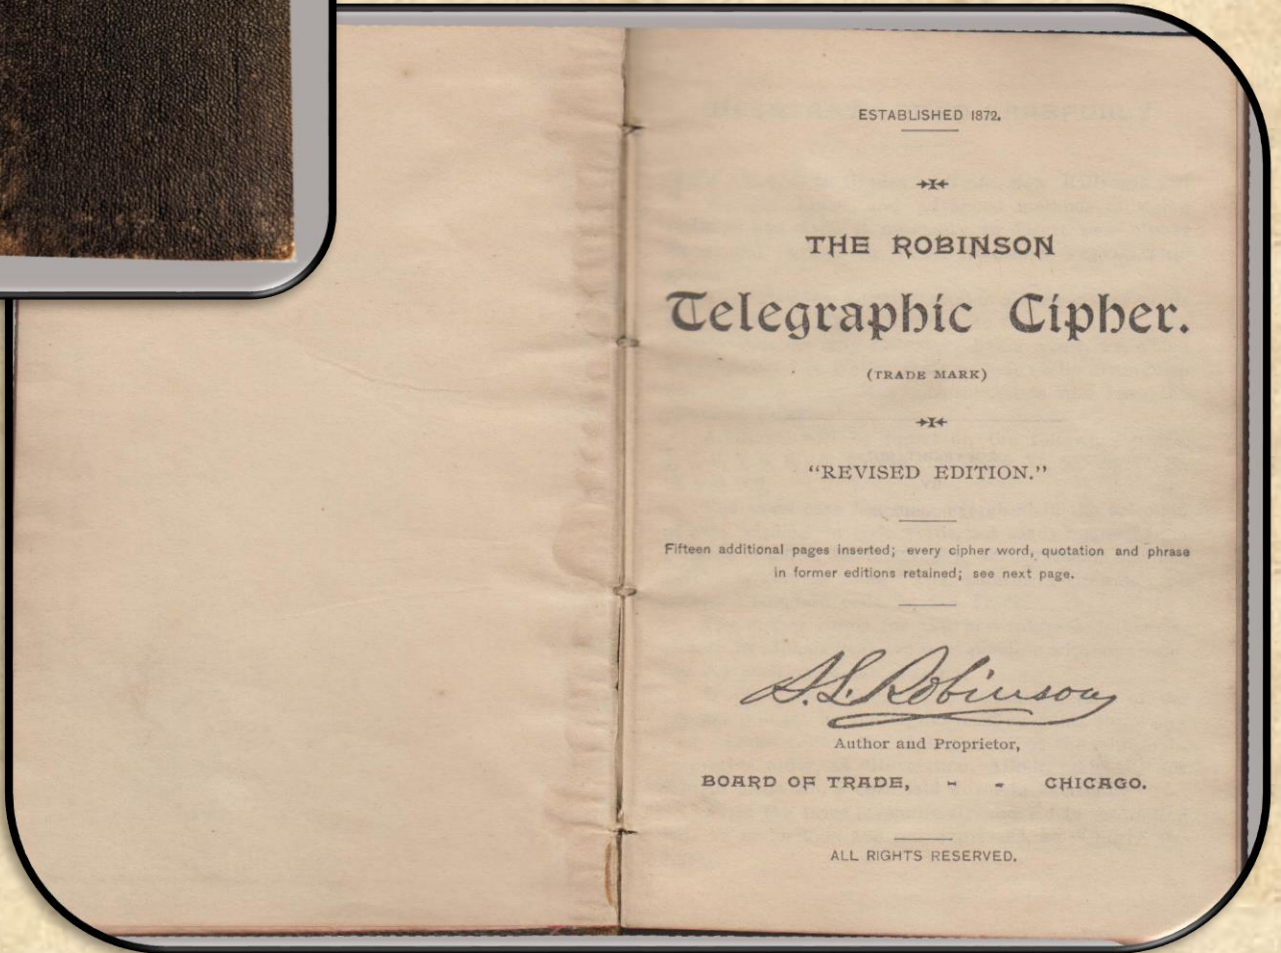 ESTABLISHED 1872.
THE ROBINSON
Telegraphic Cipher.
(TRADE MARK)
"REVISED EDITION."
Fifteen additional pages inserted; every cipher word, quotation and phrase
in former editions retained; see next page.
S. L. Robinson
Author and Proprietor,
BOARD OF TRADE, - - CHICAGO.
ALL RIGHTS RESERVED.